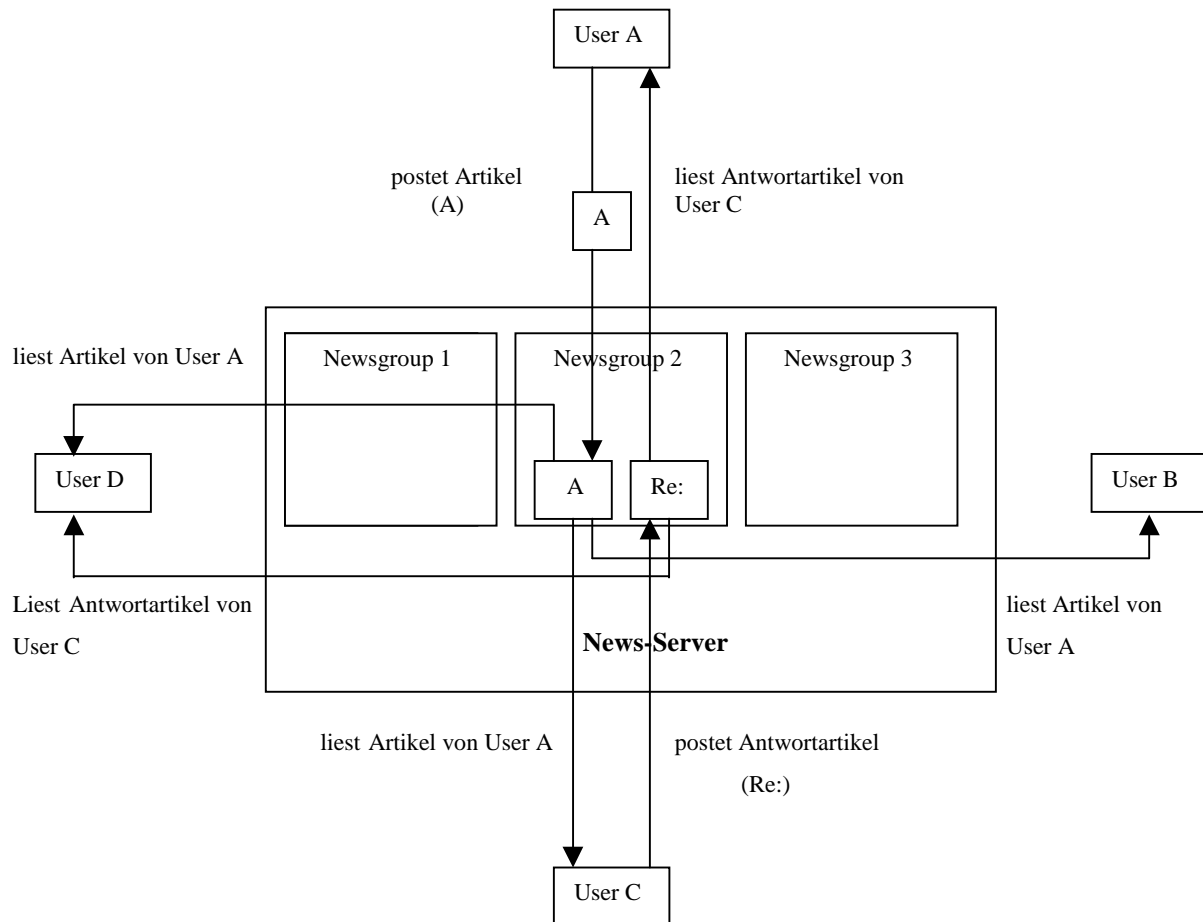 User A
postet Artikel
(A)
A
liest Antwortartikel von
User C
liest Artikel von User A
Newsgroup 1
Newsgroup 2
Newsgroup 3
User D
A
Re:
User B
Liest Antwortartikel von
User C
liest Artikel von
User A
News-Server
liest Artikel von User A
postet Antwortartikel
(Re:)
User C